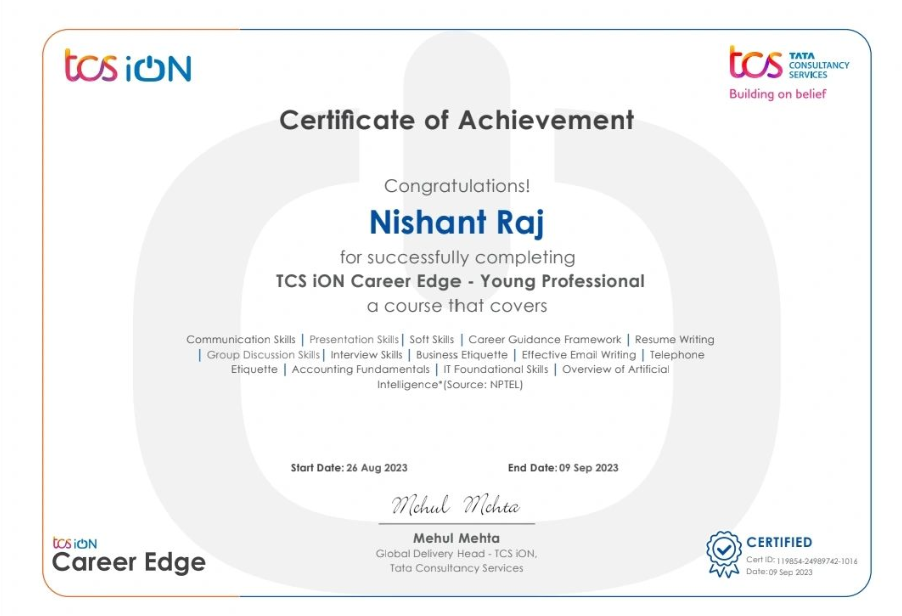 tcs iON
tcs TATA
CONSULTANCY
SERVICES
Building on belief
Certificate of Achievement
Congratulations!
Nishant Raj
for successfully completing
TCS iON Career Edge - Young Professional
a course that covers
Communication Skills | Presentation Skills | Soft Skills | Career Guidance Framework | Resume Writing
| Group Discussion Skills | Interview Skills | Business Etiquette | Effective Email Writing | Telephone
Etiquette | Accounting Fundamentals | IT Foundational Skills | Overview of Artificial
Intelligence*(Source: NPTEL)
Start Date: 26 Aug 2023 End Date: 09 Sep 2023
Mehul Mehta
Mehul Mehta
Global Delivery Head - TCS iON,
Tata Consultancy Services
tcs iON
Career Edge
CERTIFIED
Cert ID: 119854-24989742-1016
Date: 09 Sep 2023